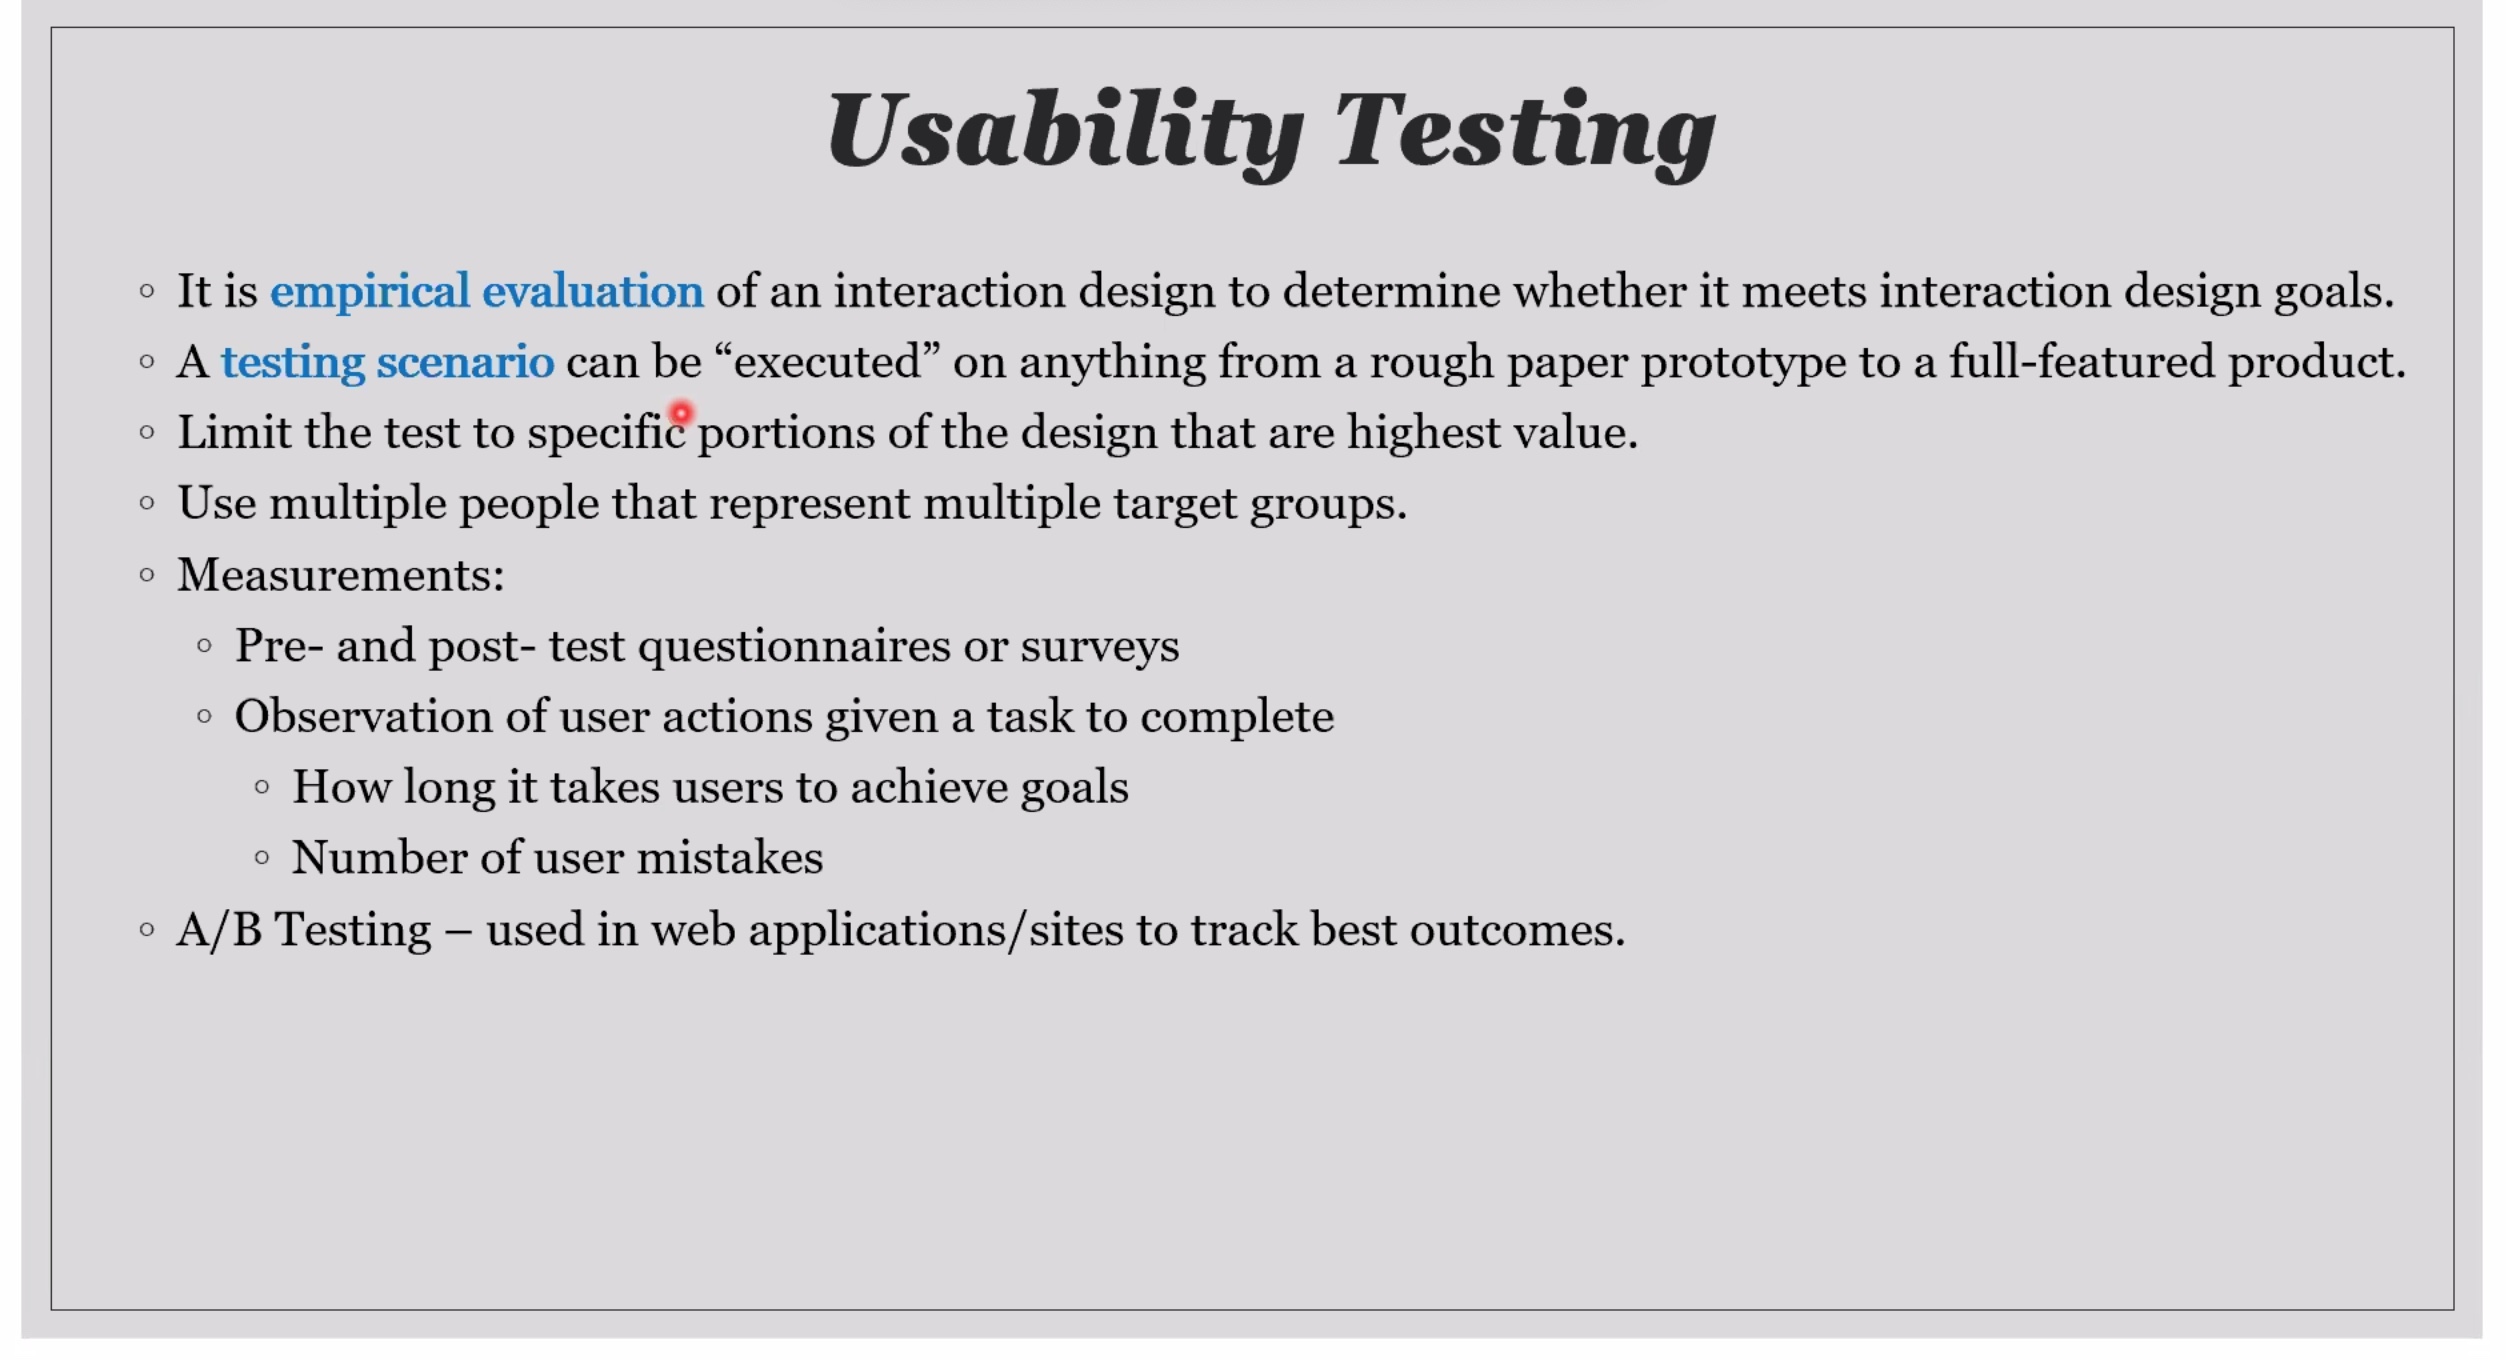 Usability Testing
It is empirical evaluation of an interaction design to determine whether it meets interaction design goals.
A testing scenario can be “executed” on anything from a rough paper prototype to a full-featured product.
Limit the test to specific portions of the design that are highest value.
Use multiple people that represent multiple target groups.
Measurements:
Pre- and post- test questionnaires or surveys
Observation of user actions given a task to complete
How long it takes users to achieve goals
Number of user mistakes
A/B Testing – used in web applications/sites to track best outcomes.